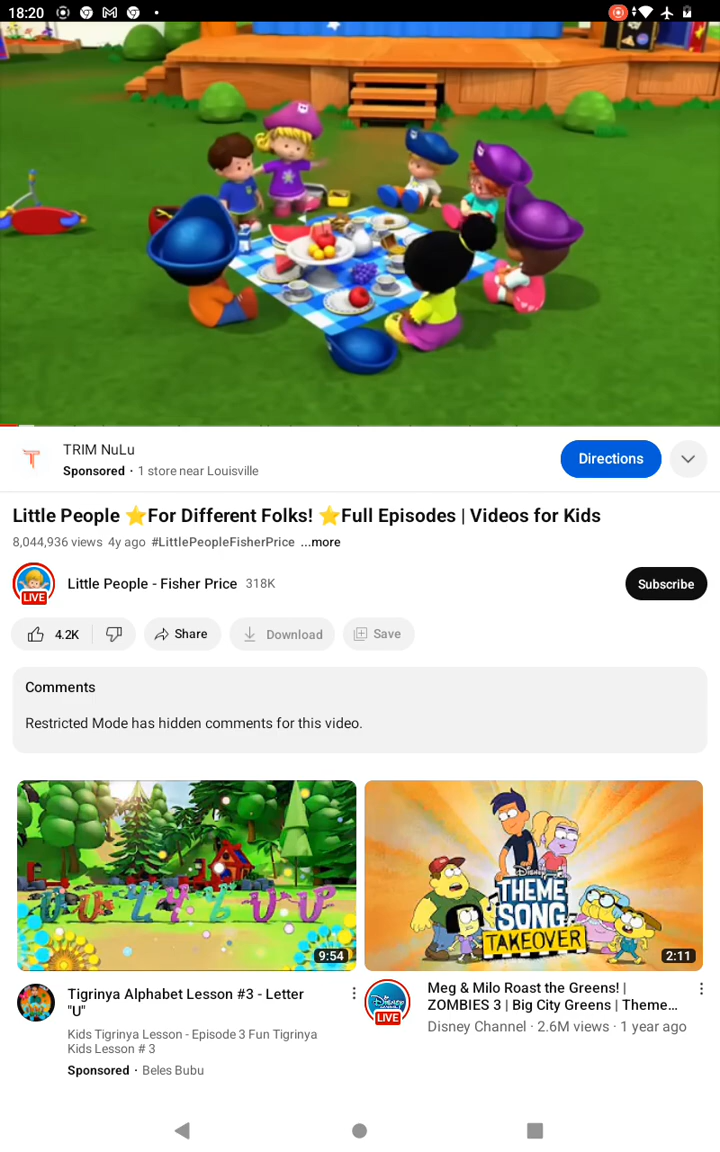 18:20
TRIM NuLu
Sponsored · 1 store near Louisville
Directions
Little People ⭐For Different Folks! ⭐Full Episodes | Videos for Kids
8,044,936 views 4y ago #LittlePeopleFisherPrice ...more
LIVE
Little People - Fisher Price 318K
Subscribe
4.2K
Share
Download
Save
Comments
Restricted Mode has hidden comments for this video.
9:54
Disney
THEME
SONG
TAKEOVER
2:11
Tigrinya Alphabet Lesson #3 - Letter
"U"
Kids Tigrinya Lesson - Episode 3 Fun Tigrinya
Kids Lesson # 3
Sponsored · Beles Bubu
Disney
CHANNEL
LIVE
Meg & Milo Roast the Greens! |
ZOMBIES 3 | Big City Greens | Theme...
Disney Channel · 2.6M views · 1 year ago